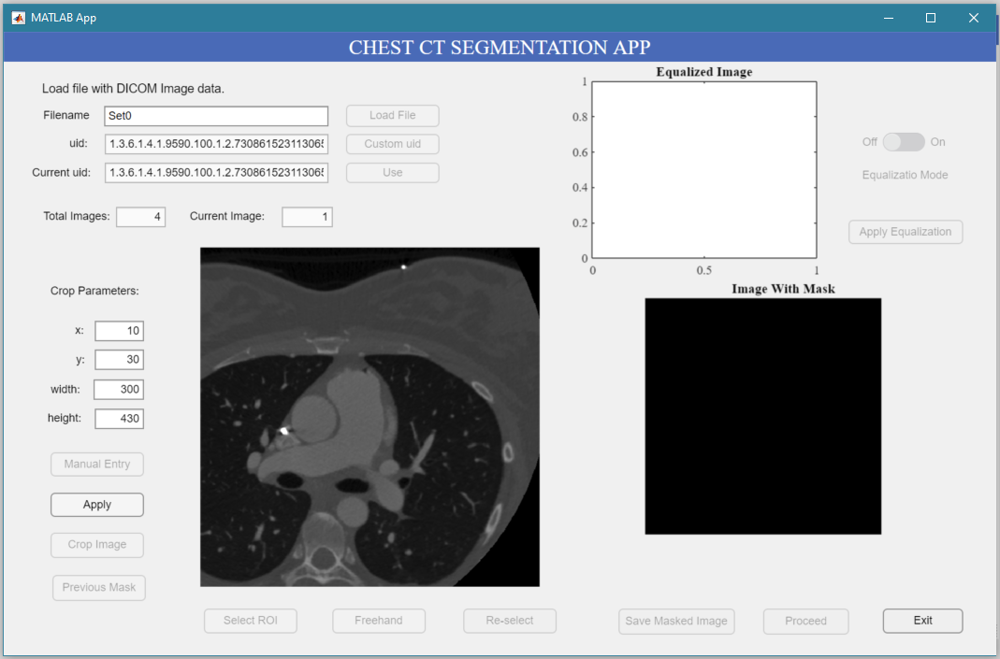 MATLAB App
CHEST CT SEGMENTATION APP
Load file with DICOM Image data.
Filename Set0 Load File
uid: 1.3.6.1.4.1.9590.100.1.2.73086152311306 Custom uid
Current uid: 1.3.6.1.4.1.9590.100.1.2.73086152311306 Use
Total Images: 4 Current Image: 1
Equalized Image
1
0.8
0.6
0.4
0.2
0
0 0.5 1
Off On
Equalizatio Mode
Apply Equalization
Image With Mask
Crop Parameters:
x: 10
y: 30
width: 300
height: 430
Manual Entry
Apply
Crop Image
Previous Mask
Select ROI Freehand Re-select Save Masked Image Proceed Exit